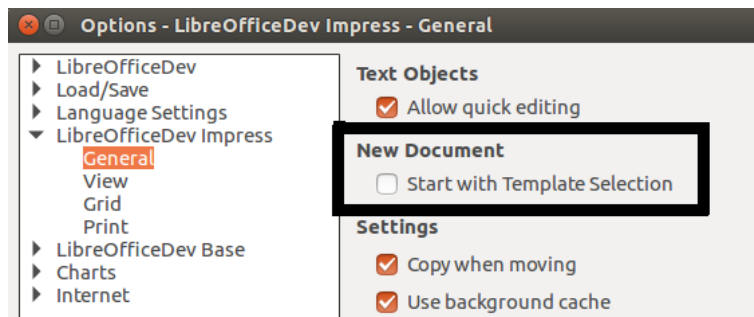 Options - LibreOfficeDev Impress - General
LibreOfficeDev
Load/Save
Language Settings
LibreOfficeDev Impress
General
View
Grid
Print
LibreOfficeDev Base
Charts
Internet
Text Objects
Allow quick editing
New Document
Start with Template Selection
Settings
Copy when moving
Use background cache